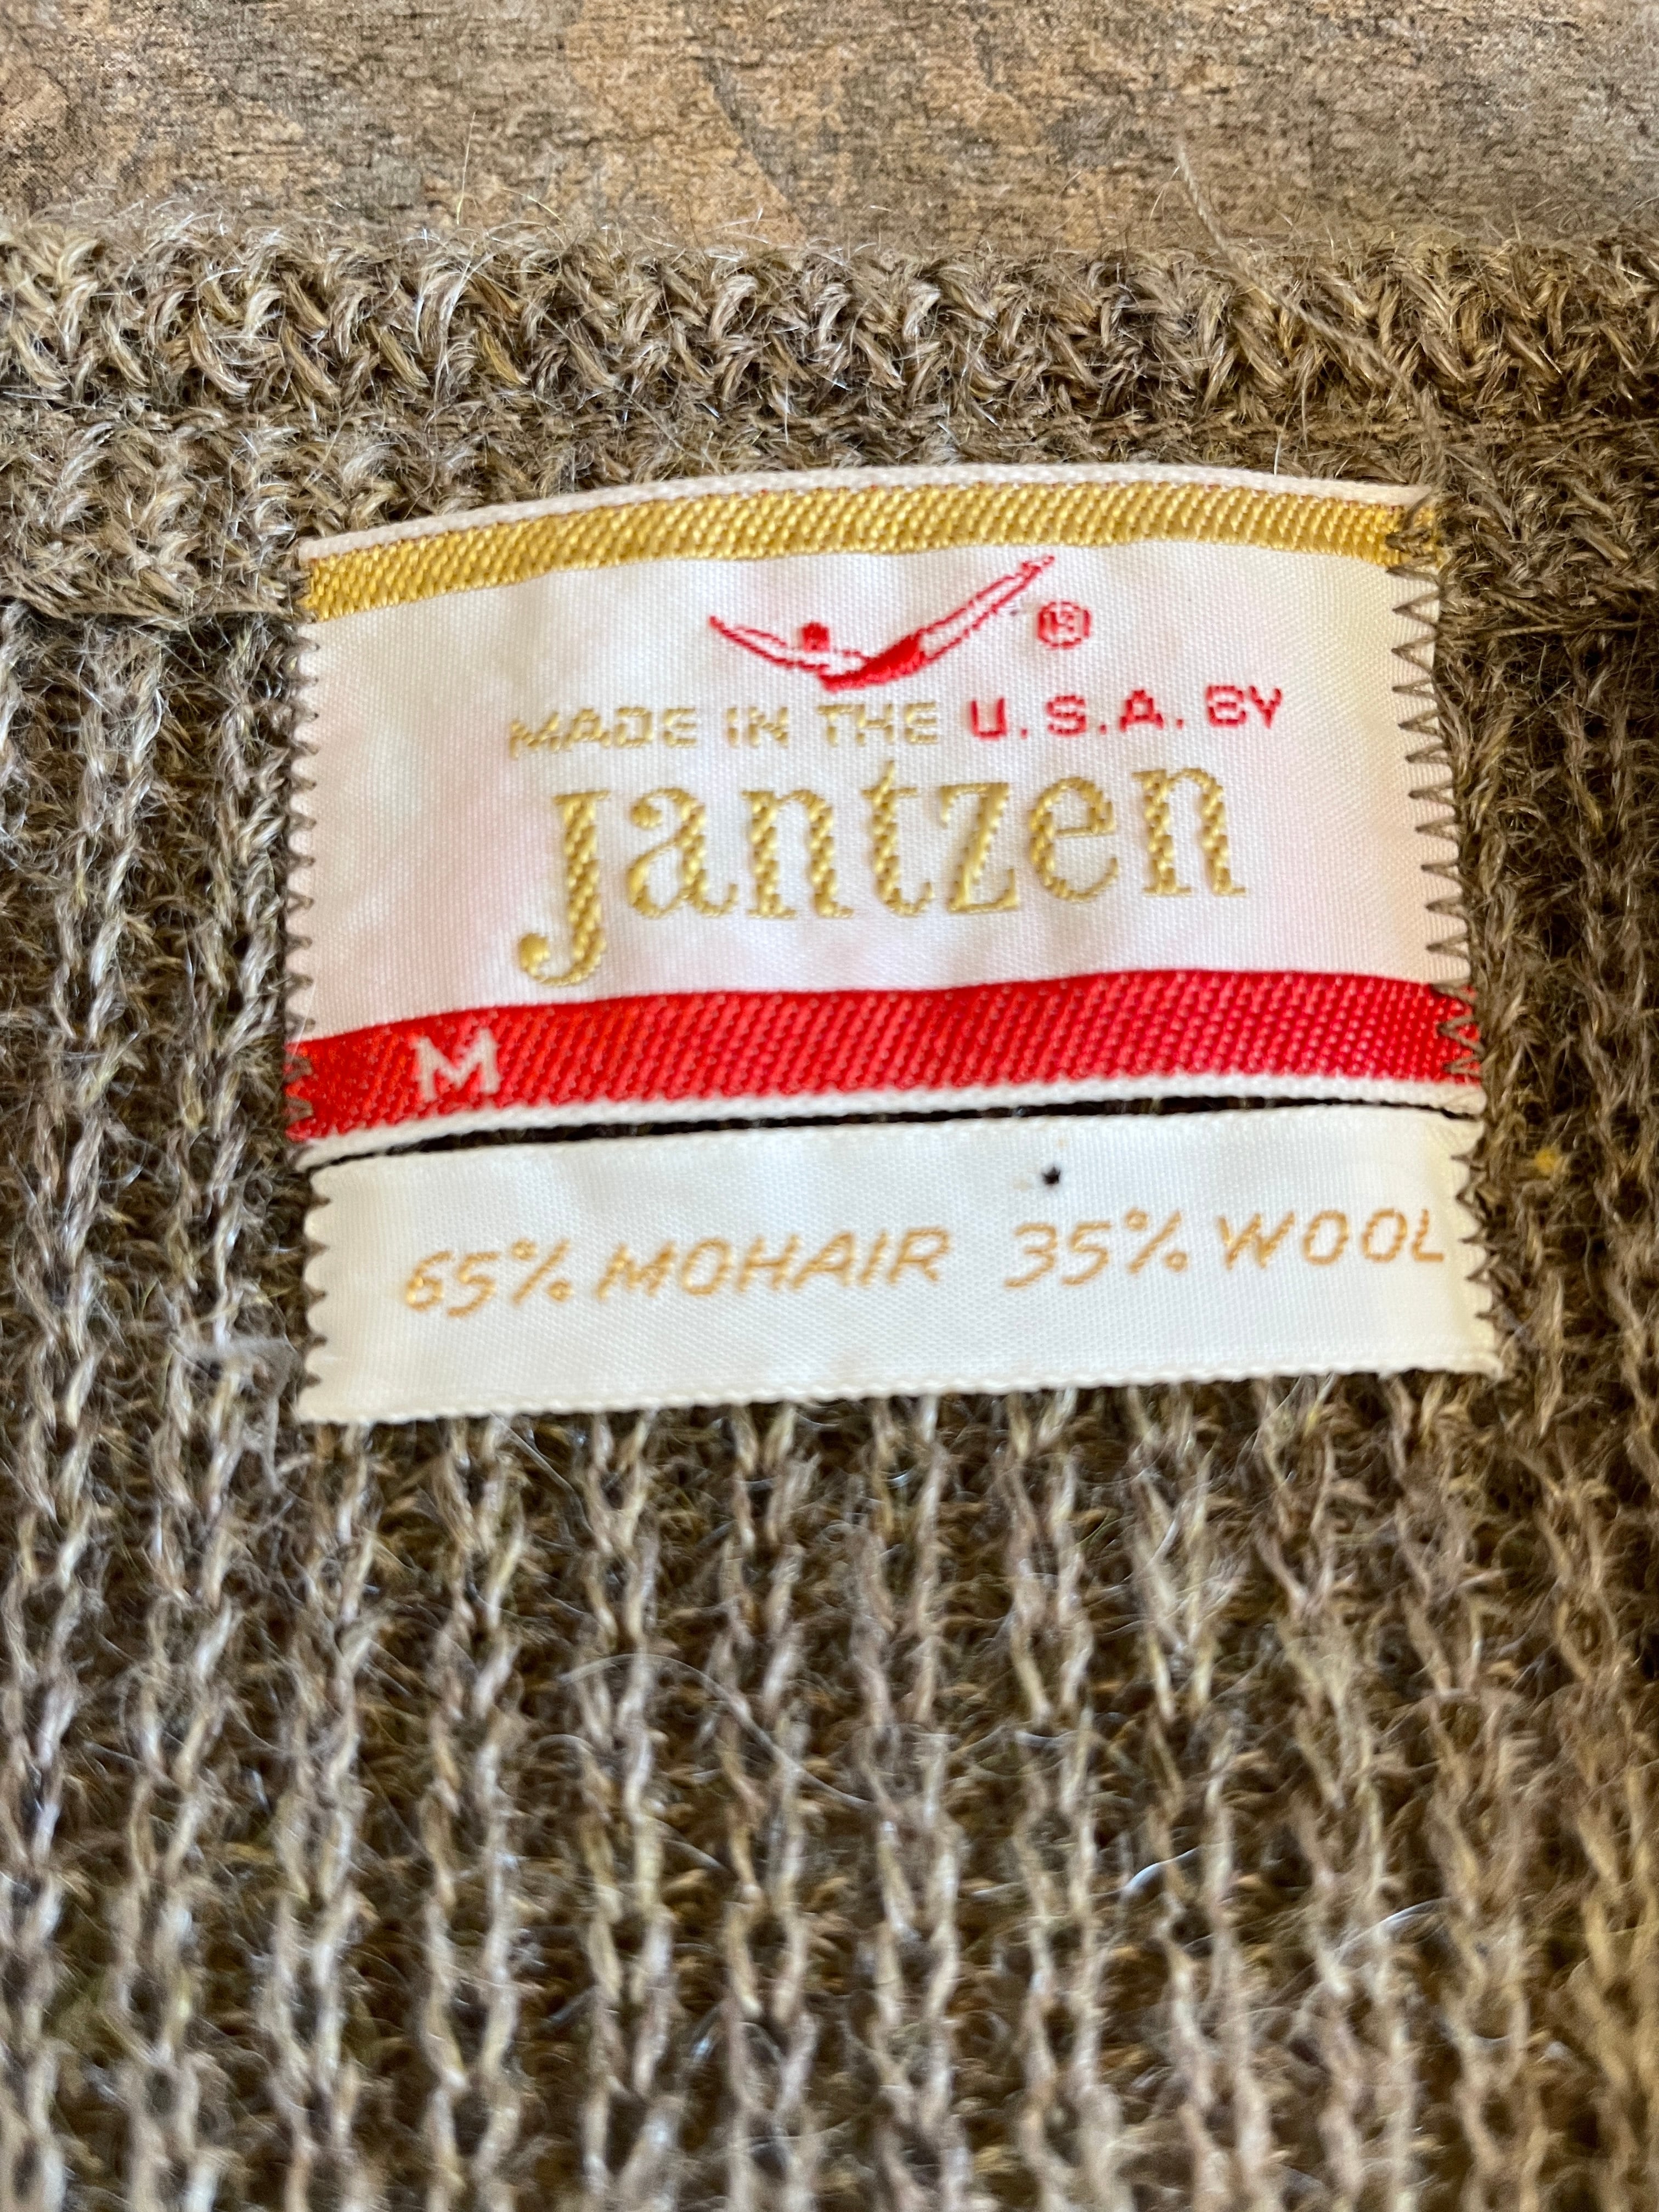 ®
MADE IN THE U.S.A. BY
Jantzen
M
65% MOHAIR 35% WOOL